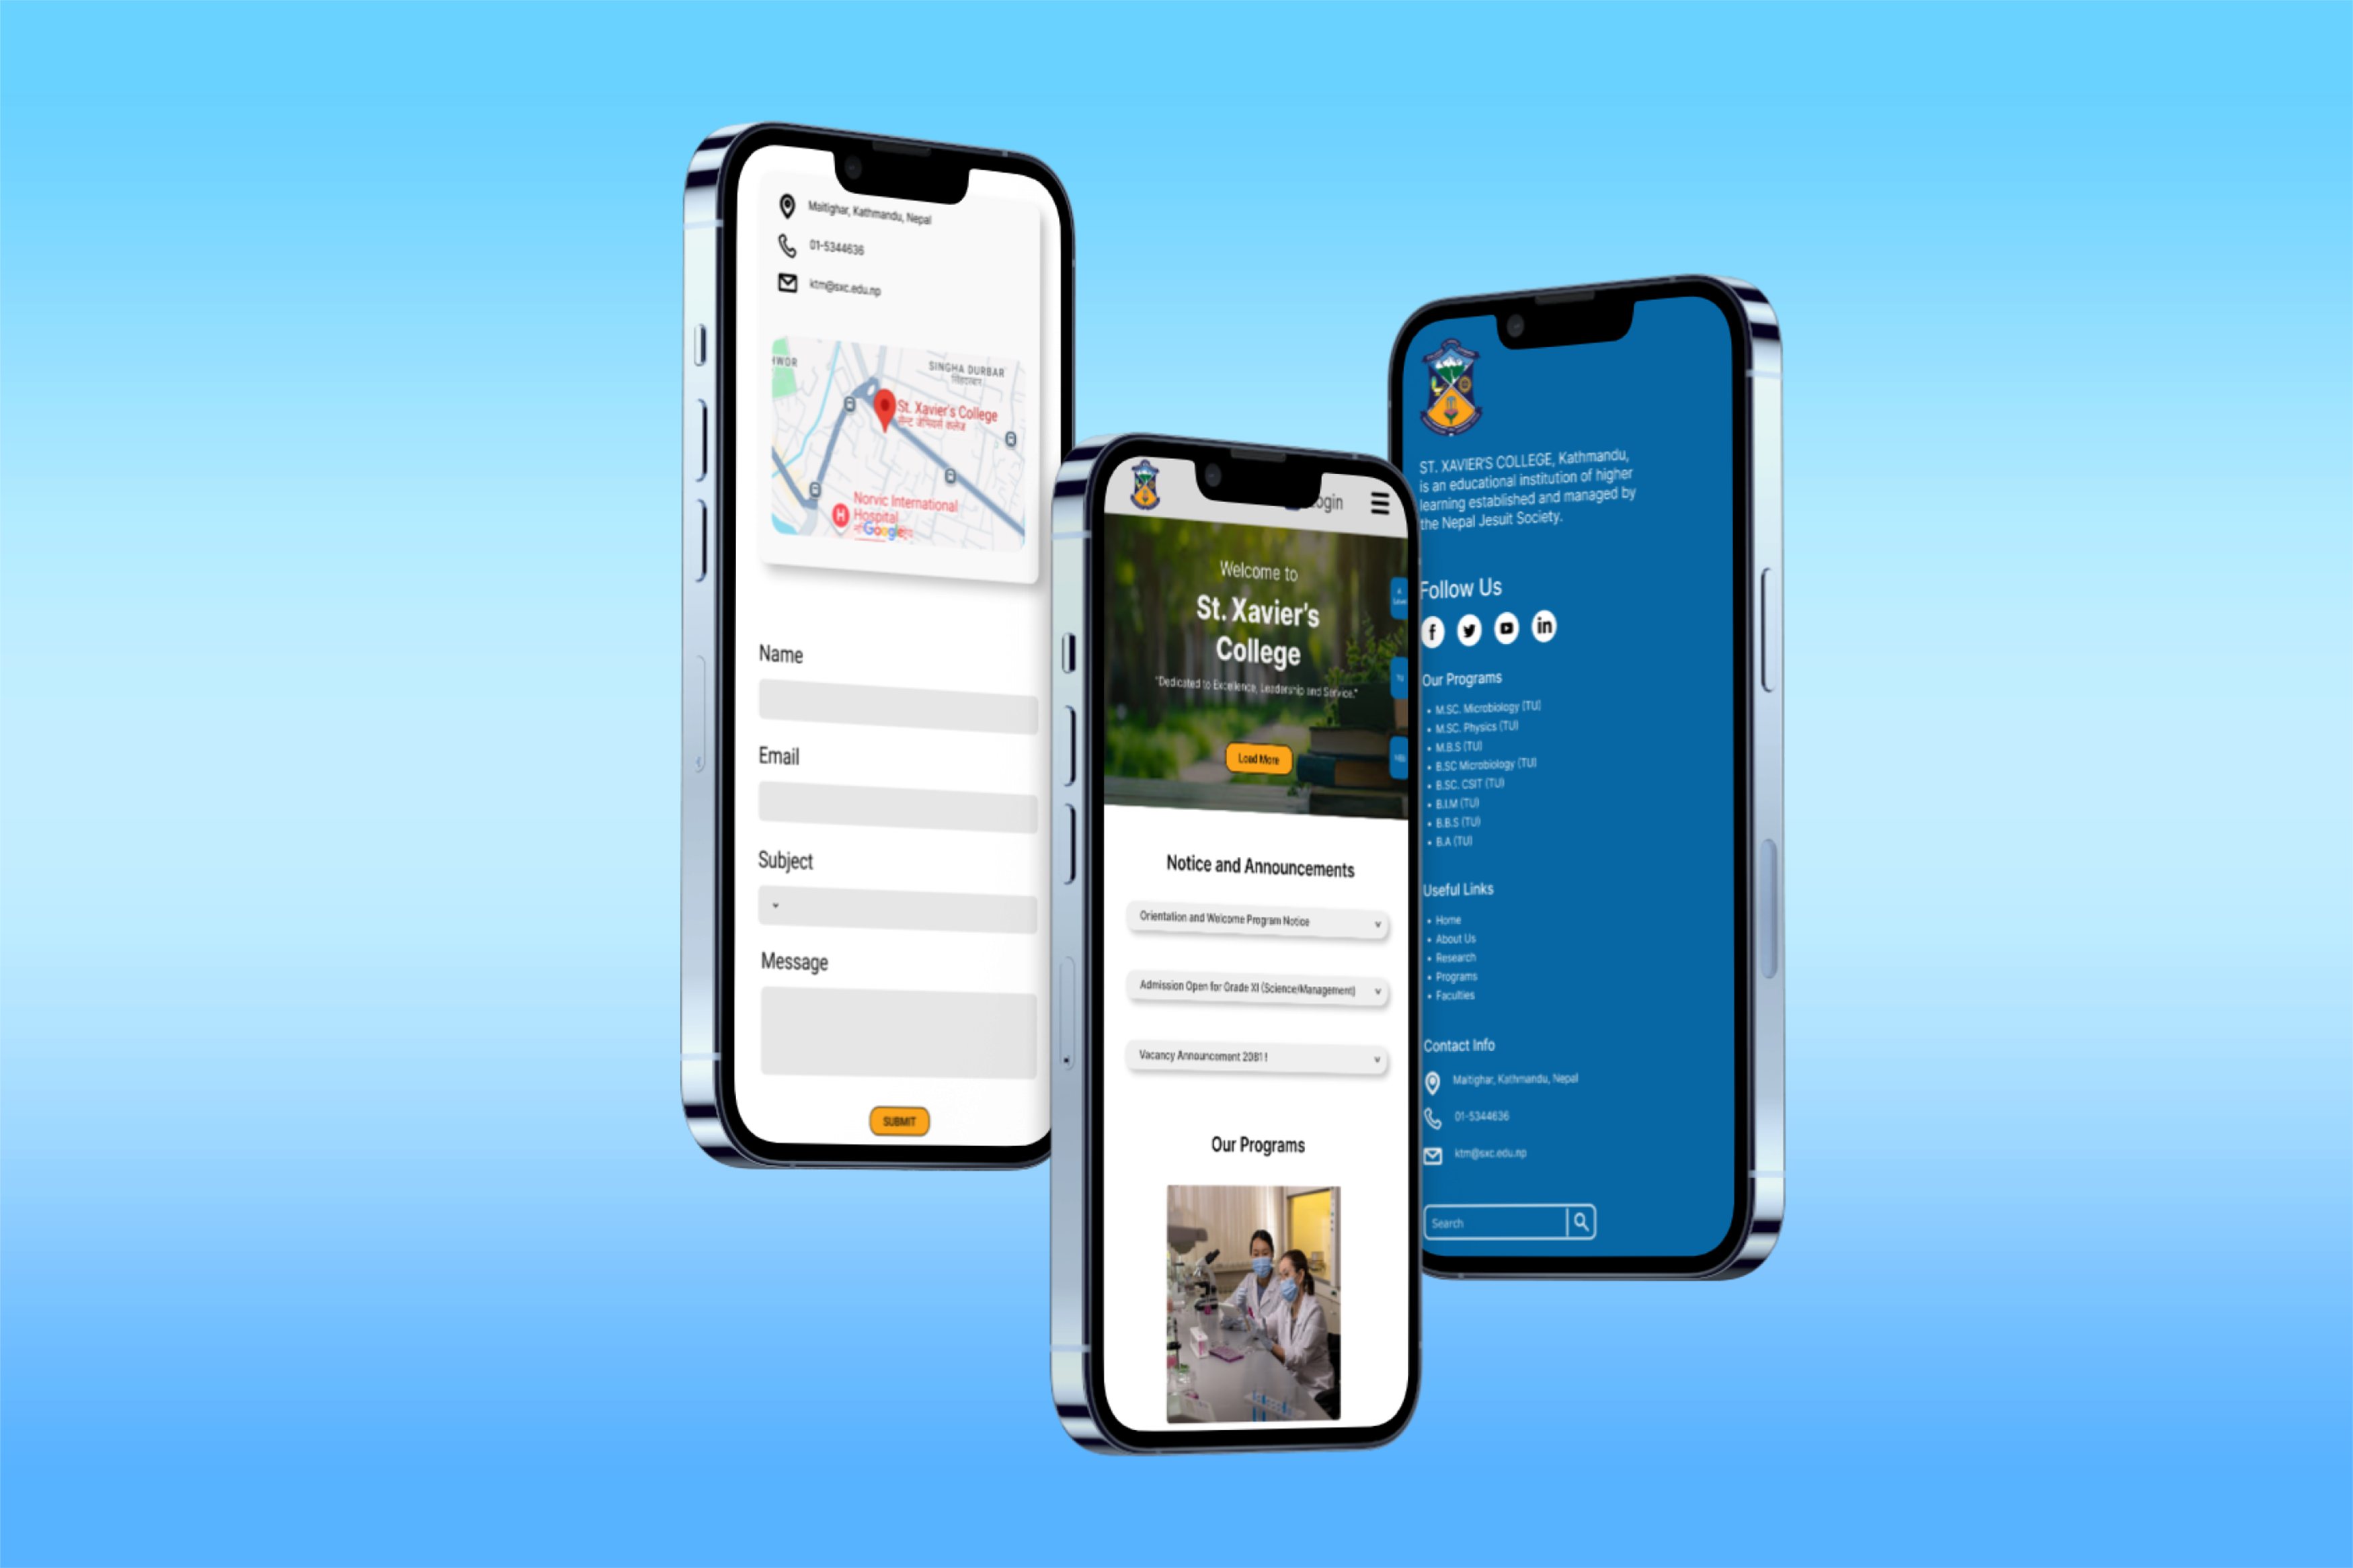 Maitighar, Kathmandu, Nepal
01-5344636
ktm@sxc.edu.np
HWOR
SINGHA DURBAR
सिंहदरबार
St. Xavier's College
सेन्ट जेभियर्स कलेज
Norvic International
Hospital
Google
Name
Email
Subject
Message
SUBMIT
ogin
Welcome to
St. Xavier's
College
"Dedicated to Excellence, Leadership and Service."
Load More
Notice and Announcements
Orientation and Welcome Program Notice
Admission Open for Grade XI (Science/Management)
Vacancy Announcement 2081 !
Our Programs
ST. XAVIER'S COLLEGE, Kathmandu,
is an educational institution of higher
learning established and managed by
the Nepal Jesuit Society.
Follow Us
Our Programs
• M.SC. Microbiology (TU)
• M.SC. Physics (TU)
• M.B.S (TU)
• B.SC Microbiology (TU)
• B.SC. CSIT (TU)
• B.I.M (TU)
• B.B.S (TU)
• B.A (TU)
Useful Links
• Home
• About Us
• Research
• Programs
• Faculties
Contact Info
Maitighar, Kathmandu, Nepal
01-5344636
ktm@sxc.edu.np
Search